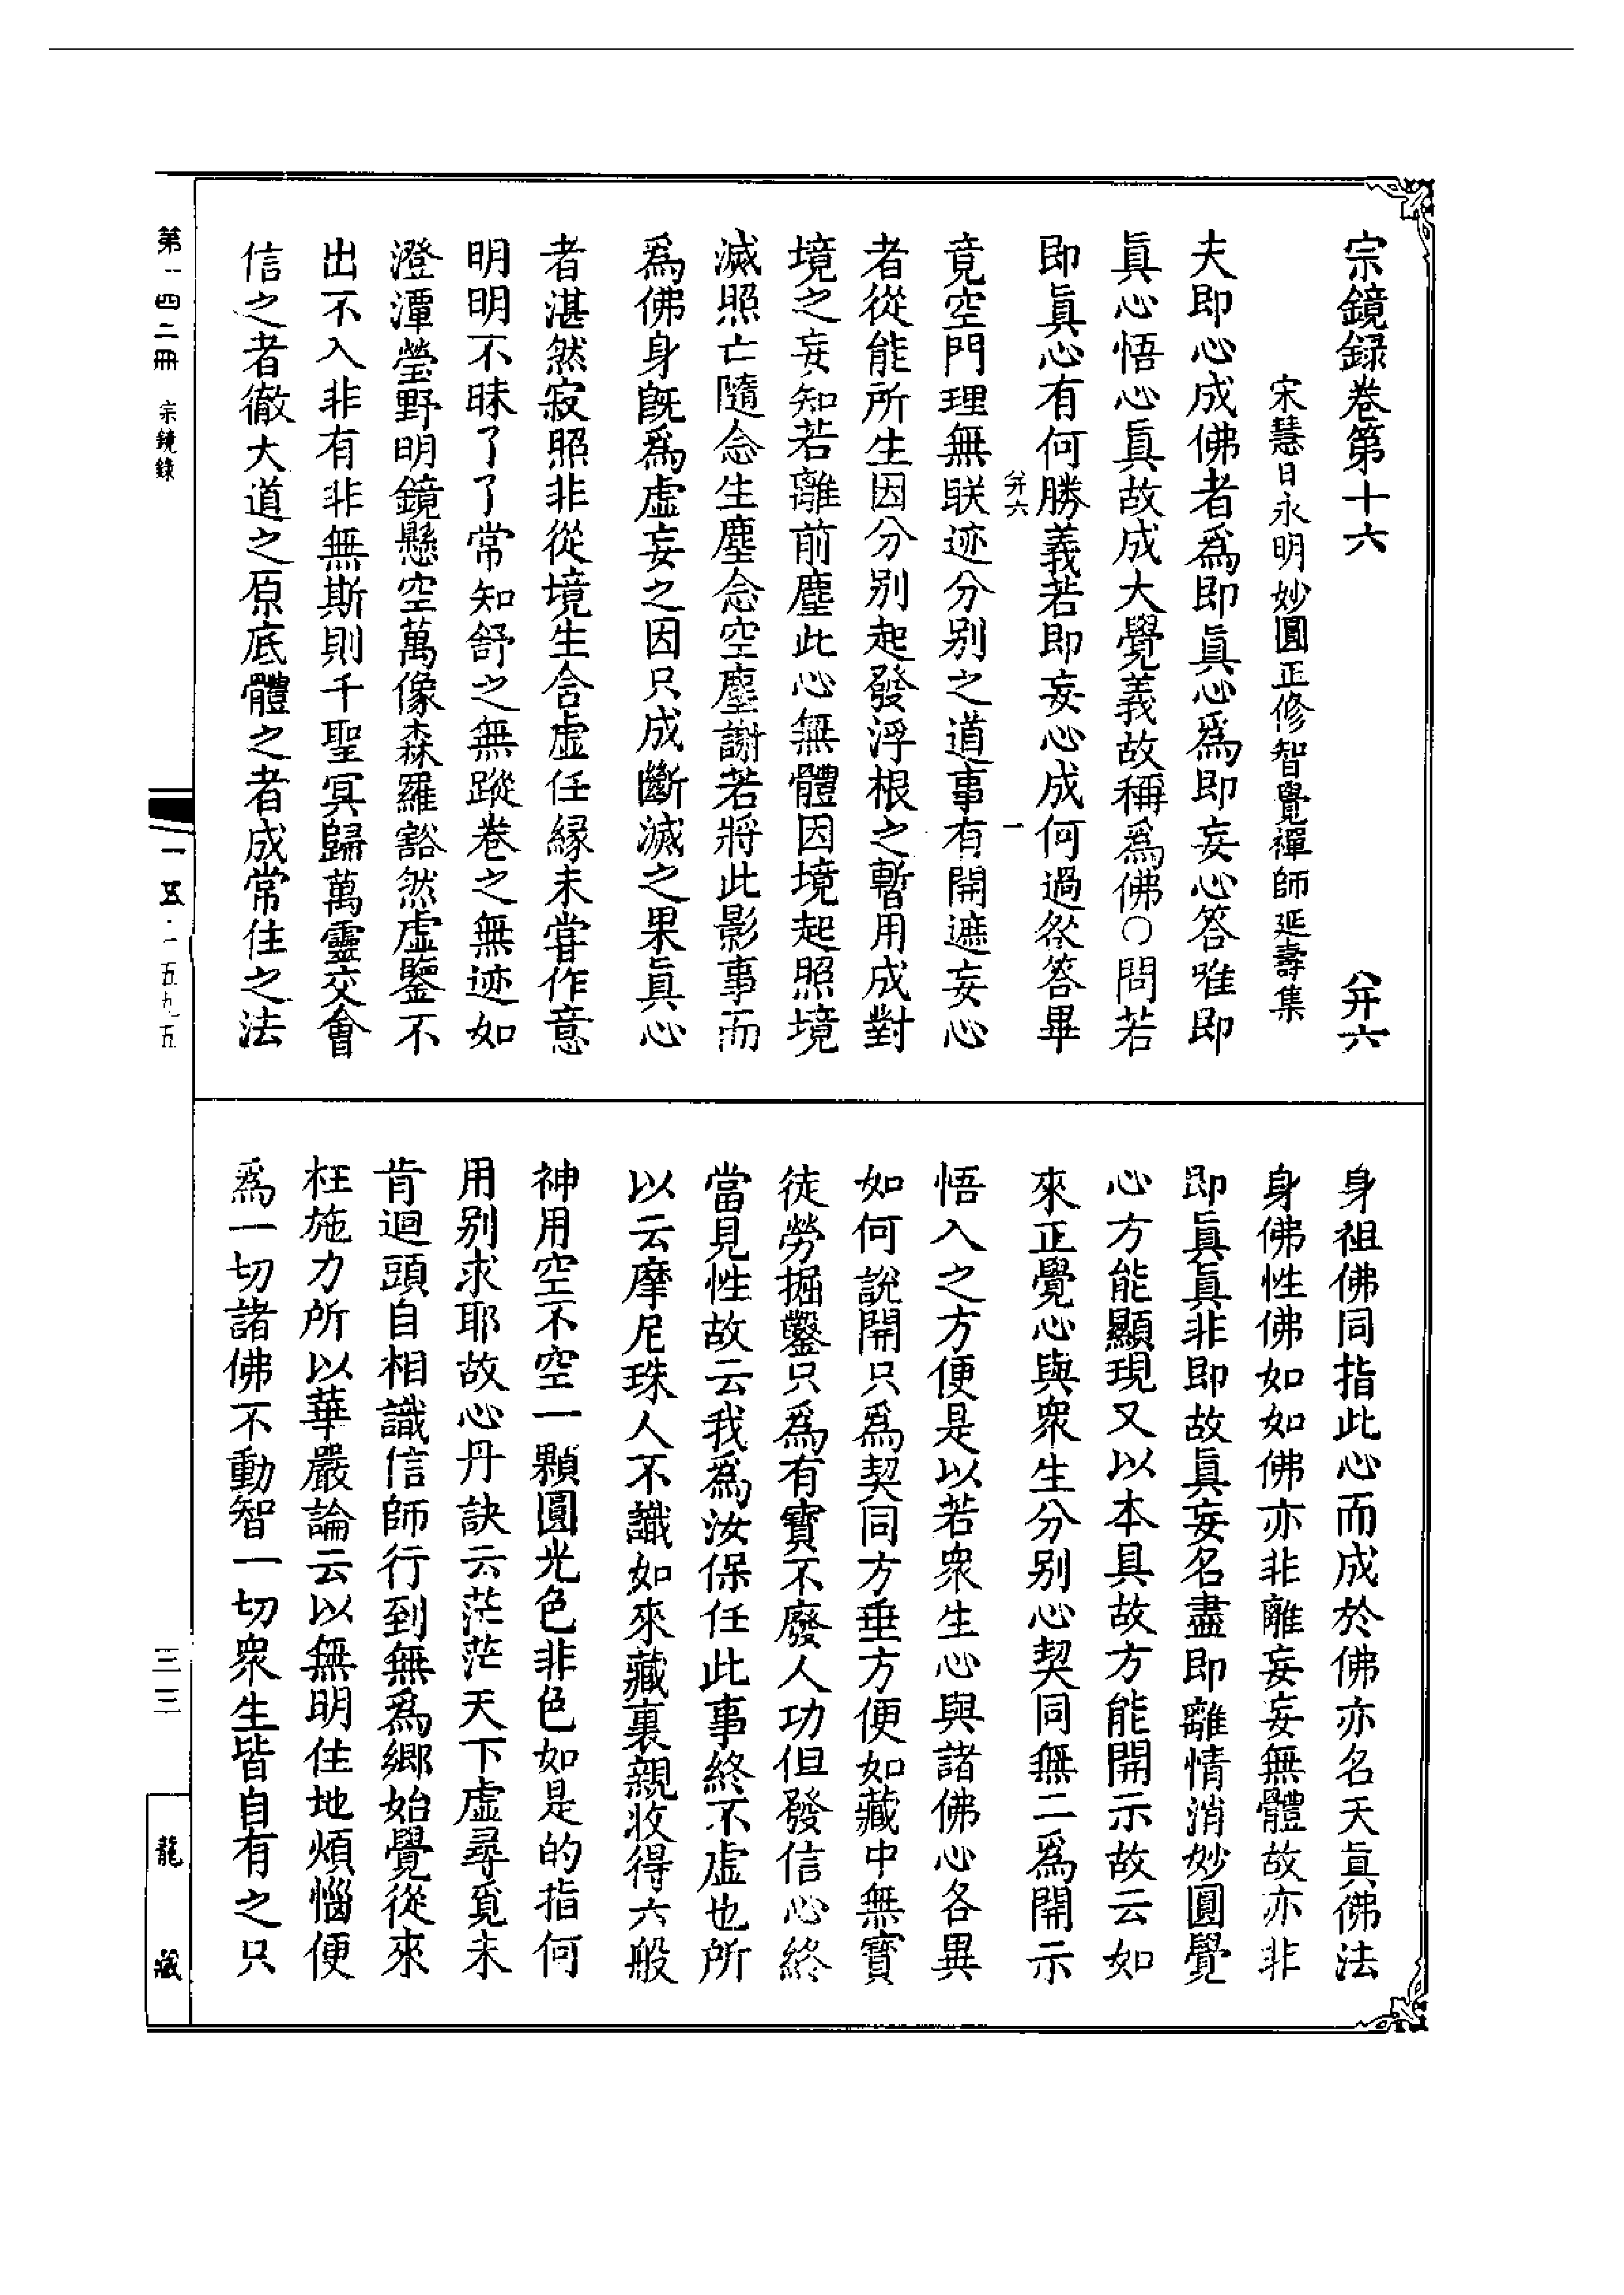 宗鏡録卷第十六　八弁六
宋慧日永明妙圓正修智覺禪師延壽集
夫即心成佛者爲即眞心爲即妄心答唯即
眞心悟心眞故成大覺義故稱爲佛○問若
即眞心有何勝義若即妄心成何過咎答畢
弁六　一
竟空門理無联迹分别之道事有開遮妄心
者從能所生因分别起發浮根之暫用成對
境之妄知若離前塵此心無體因境起照境
滅照亡隨念生塵念空塵謝若將此影事而
爲佛身旣爲虛妄之因只成斷滅之果眞心
者湛然寂照非從境生含虛任緣未甞作意
明明不昧了了常知舒之無蹤卷之無迹如
澄潭瑩野明鏡懸空萬像森羅豁然虛鑒不
出不入非有非無斯則千聖冥歸萬靈交會
信之者徹大道之原底體之者成常住之法
身祖佛同指此心而成於佛亦名天眞佛法
身佛性佛如如佛亦非離妄妄無體故亦非
即眞眞非即故眞妄名盡即離情消妙圓覺
心方能顯現又以本具故方能開示故云如
來正覺心與衆生分别心契同無二爲開示
悟入之方便是以若衆生心與諸佛心各異
如何說開只爲契同方垂方便如藏中無寶
徒勞掘鑿只爲有寶不廢人功但發信心終
當見性故云我爲汝保任此事終不虛也所
以云摩尼珠人不識如來藏裏親收得六般
神用空不空一顆圓光色非色如是的指何
用别求耶故心丹訣云茫茫天下虛尋覓未
肯迴頭自相識信師行到無爲鄉始覺從來
枉施力所以華嚴論云以無明住地煩惱便
爲一切諸佛不動智一切衆生皆自有之只
第一四二冊　宗鏡錄
一五·一五九五
三三
龍藏